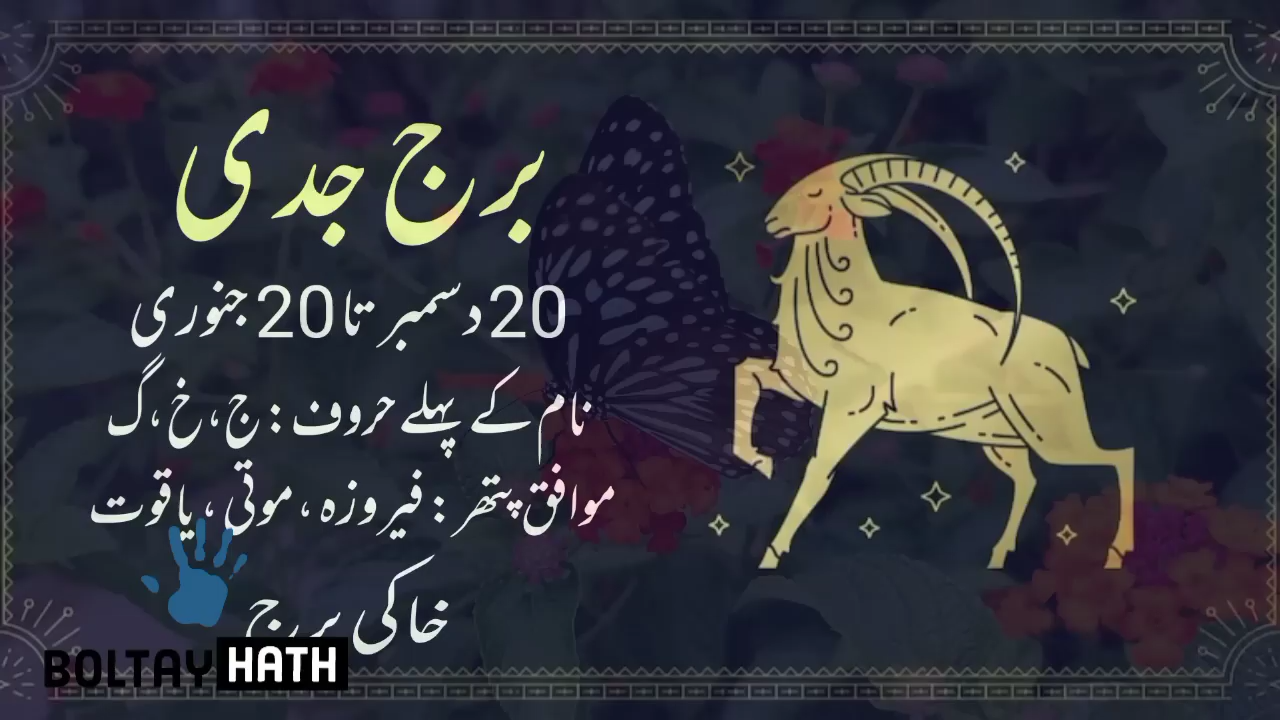 برج جدی
20 دسمبر تا 20 جنوری
نام کے پہلے حروف : ج، خ، گ
موافق پتھر : فیروزہ ، موتی ، یاقوت
خاکی برج
BOLTAY HATH